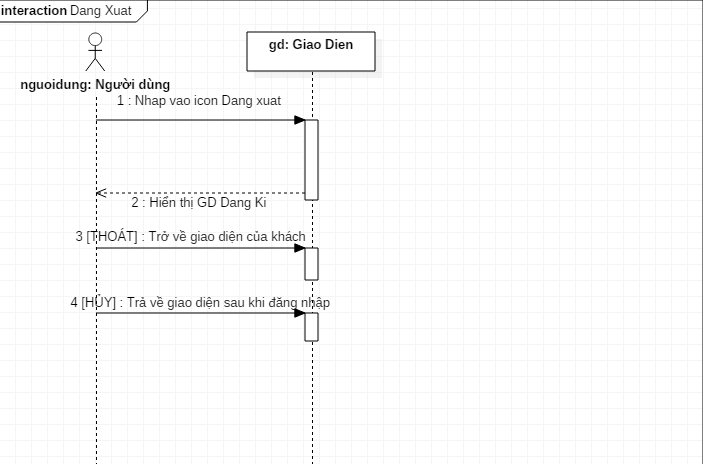 interaction Dang Xuat
gd: Giao Dien
nguoidung: Người dùng
1 : Nhap vao icon Dang xuat
2 : Hiển thị GD Dang Ki
3 [THOÁT] : Trở về giao diện của khách
4 [HỦY] : Trả về giao diện sau khi đăng nhập